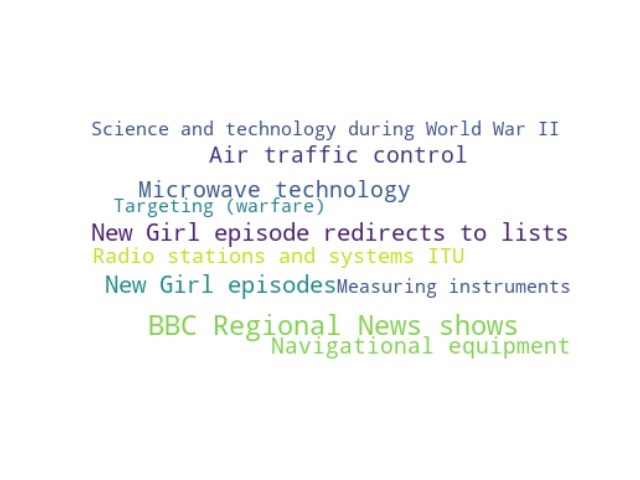 Science and technology during World War II
Air traffic control
Microwave technology
Targeting (warfare)
New Girl episode redirects to lists
Radio stations and systems ITU
New Girl episodes
Measuring instruments
BBC Regional News shows
Navigational equipment